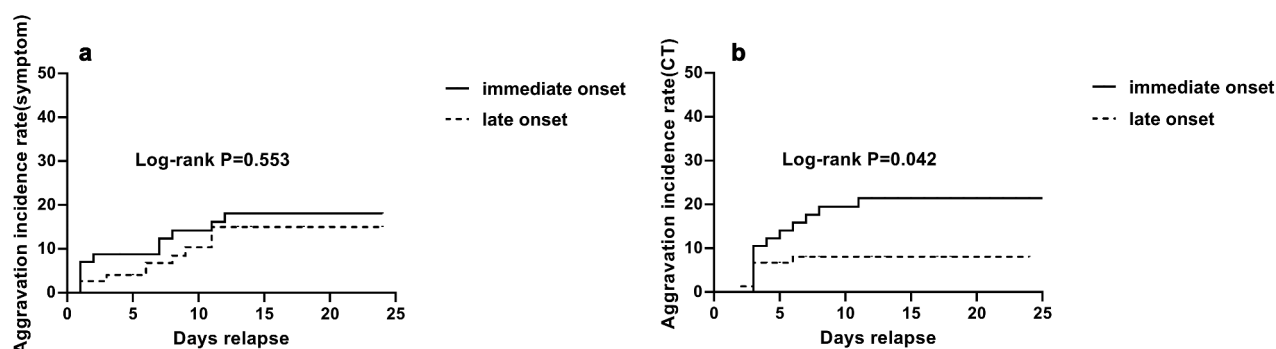 a
Aggravation incidence rate(symptom)
50
40
30
20
10
0
Log-rank P=0.553
immediate onset
late onset
0 5 10 15 20 25
Days relapse
b
Aggravation incidence rate(CT)
50
40
30
20
10
0
Log-rank P=0.042
immediate onset
late onset
0 5 10 15 20 25
Days relapse